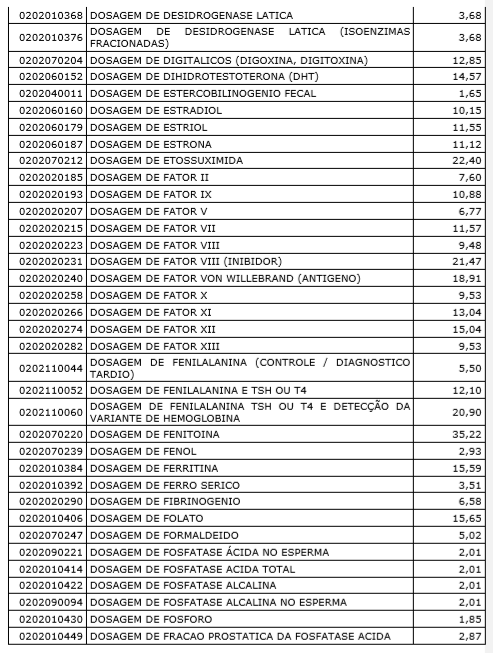 0202010368 DOSAGEM DE DESIDROGENASE LATICA 3,68
0202010376 DOSAGEM DE DESIDROGENASE LATICA (ISOENZIMAS
FRACIONADAS) 3,68
0202070204 DOSAGEM DE DIGITALICOS (DIGOXINA, DIGITOXINA) 12,85
0202060152 DOSAGEM DE DIHIDROTESTOTERONA (DHT) 14,57
0202040011 DOSAGEM DE ESTERCOBILINOGENIO FECAL 1,65
0202060160 DOSAGEM DE ESTRADIOL 10,15
0202060179 DOSAGEM DE ESTRIOL 11,55
0202060187 DOSAGEM DE ESTRONA 11,12
0202070212 DOSAGEM DE ETOSSUXIMIDA 22,40
0202020185 DOSAGEM DE FATOR II 7,60
0202020193 DOSAGEM DE FATOR IX 10,88
0202020207 DOSAGEM DE FATOR V 6,77
0202020215 DOSAGEM DE FATOR VII 11,57
0202020223 DOSAGEM DE FATOR VIII 9,48
0202020231 DOSAGEM DE FATOR VIII (INIBIDOR) 21,47
0202020240 DOSAGEM DE FATOR VON WILLEBRAND (ANTIGENO) 18,91
0202020258 DOSAGEM DE FATOR X 9,53
0202020266 DOSAGEM DE FATOR XI 13,04
0202020274 DOSAGEM DE FATOR XII 15,04
0202020282 DOSAGEM DE FATOR XIII 9,53
0202110044 DOSAGEM DE FENILALANINA (CONTROLE / DIAGNOSTICO
TARDIO) 5,50
0202110052 DOSAGEM DE FENILALANINA E TSH OU T4 12,10
0202110060 DOSAGEM DE FENILALANINA TSH OU T4 E DETECÇÃO DA
VARIANTE DE HEMOGLOBINA 20,90
0202070220 DOSAGEM DE FENITOINA 35,22
0202070239 DOSAGEM DE FENOL 2,93
0202010384 DOSAGEM DE FERRITINA 15,59
0202010392 DOSAGEM DE FERRO SERICO 3,51
0202020290 DOSAGEM DE FIBRINOGENIO 6,58
0202010406 DOSAGEM DE FOLATO 15,65
0202070247 DOSAGEM DE FORMALDEIDO 5,02
0202090221 DOSAGEM DE FOSFATASE ÁCIDA NO ESPERMA 2,01
0202010414 DOSAGEM DE FOSFATASE ACIDA TOTAL 2,01
0202010422 DOSAGEM DE FOSFATASE ALCALINA 2,01
0202090094 DOSAGEM DE FOSFATASE ALCALINA NO ESPERMA 2,01
0202010430 DOSAGEM DE FOSFORO 1,85
0202010449 DOSAGEM DE FRACAO PROSTATICA DA FOSFATASE ACIDA 2,87